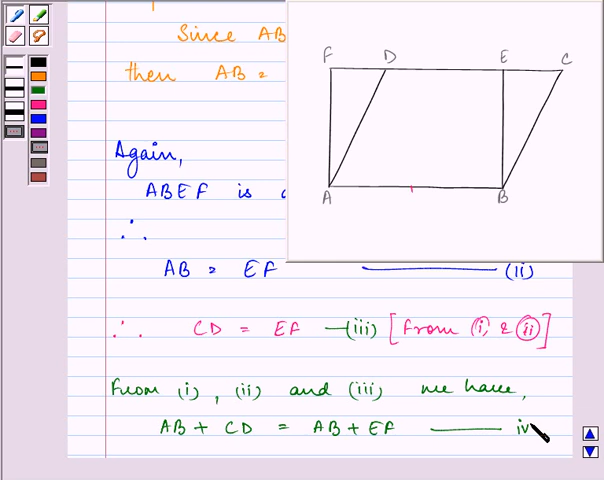 Since AB
then AB =
F D E C
A B
Again,
ABEF is
∴
AB = EF ——— (ii)
∴ CD = EF —(iii) [from (i) & (ii)]
From (i), (ii) and (iii) we have,
AB + CD = AB + EF ——— iv